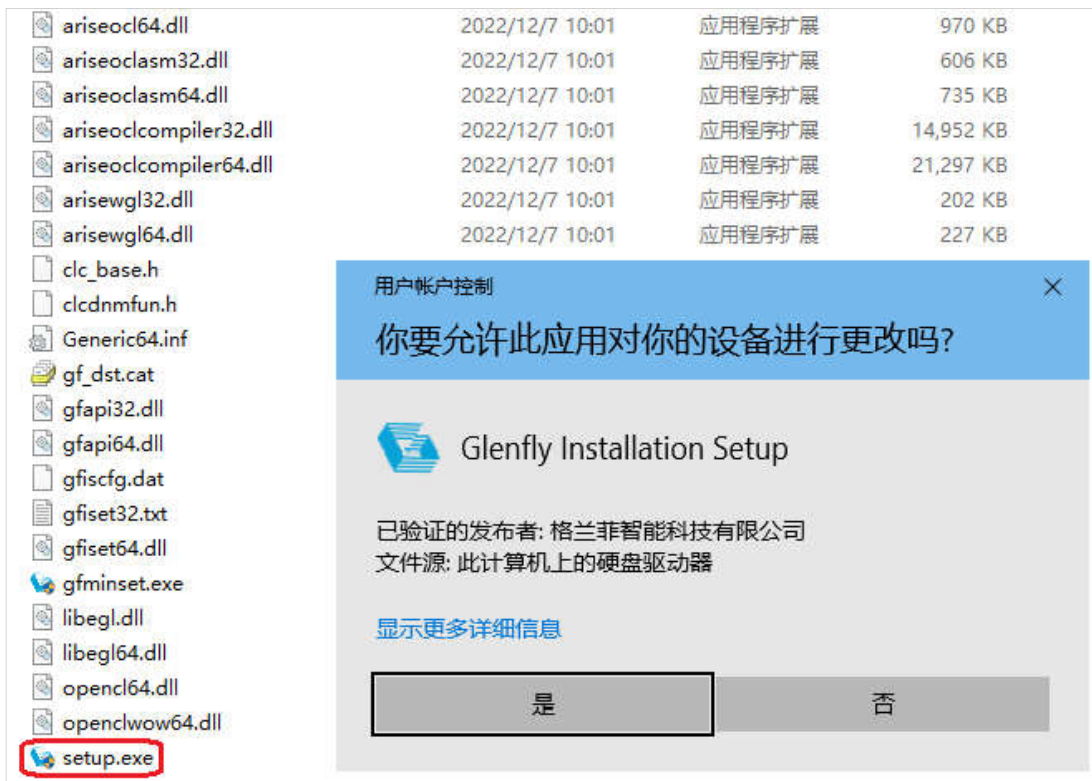 ariseocl64.dll 2022/12/7 10:01 应用程序扩展 970 KB
ariseoclasm32.dll 2022/12/7 10:01 应用程序扩展 606 KB
ariseoclasm64.dll 2022/12/7 10:01 应用程序扩展 735 KB
ariseoclcompiler32.dll 2022/12/7 10:01 应用程序扩展 14,952 KB
ariseoclcompiler64.dll 2022/12/7 10:01 应用程序扩展 21,297 KB
arisewgl32.dll 2022/12/7 10:01 应用程序扩展 202 KB
arisewgl64.dll 2022/12/7 10:01 应用程序扩展 227 KB
clc_base.h
clcdnmfun.h
Generic64.inf
gf_dst.cat
gfapi32.dll
gfapi64.dll
gfiscfg.dat
gfiset32.txt
gfiset64.dll
gfminset.exe
libegl.dll
libegl64.dll
opencl64.dll
openclwow64.dll
setup.exe
用户帐户控制
你要允许此应用对你的设备进行更改吗?
Glenfly Installation Setup
已验证的发布者: 格兰菲智能科技有限公司
文件源: 此计算机上的硬盘驱动器
显示更多详细信息
是 否